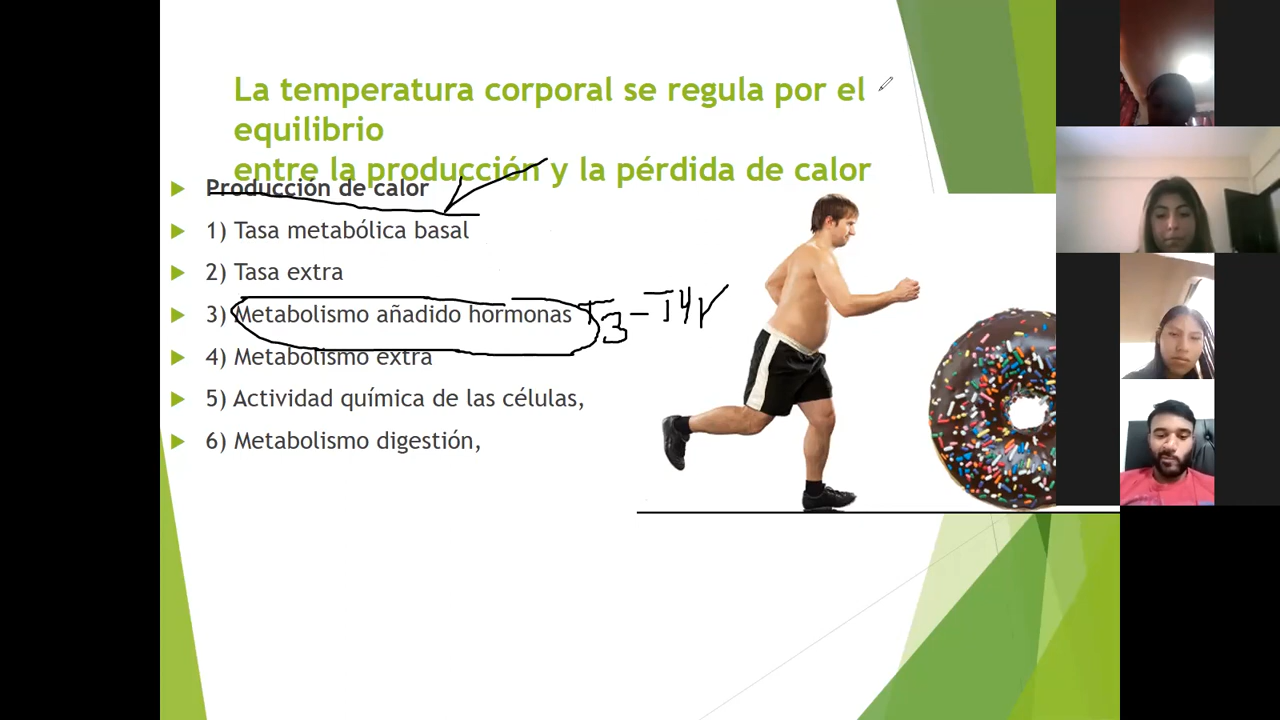 La temperatura corporal se regula por el
equilibrio
entre la producción y la pérdida de calor
Producción de calor
1) Tasa metabólica basal
2) Tasa extra
3) Metabolismo añadido hormonas T3-T4
4) Metabolismo extra
5) Actividad química de las células,
6) Metabolismo digestión,